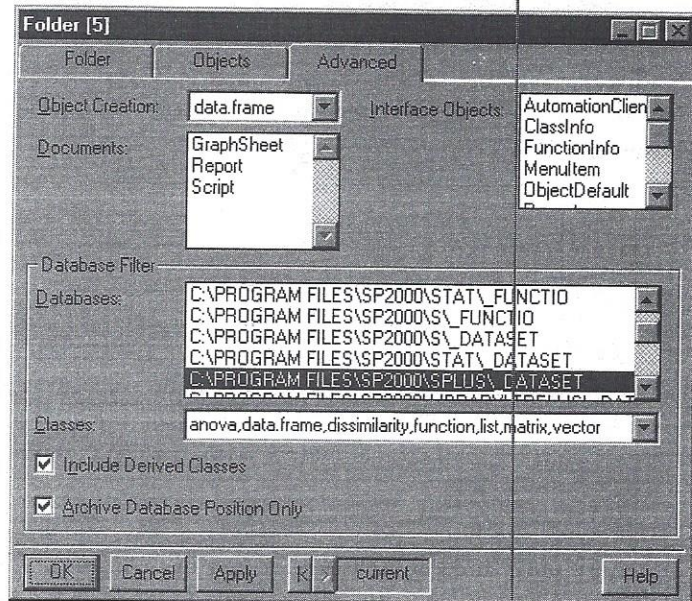 Folder [5]
Folder Objects Advanced
Object Creation: data.frame
Documents: GraphSheet
Report
Script
Interface Objects: AutomationClien
ClassInfo
FunctionInfo
MenuItem
ObjectDefault
Database Filter
Databases: C:\PROGRAM FILES\SP2000\STAT\_FUNCTIO
C:\PROGRAM FILES\SP2000\S\_FUNCTIO
C:\PROGRAM FILES\SP2000\S\_DATASET
C:\PROGRAM FILES\SP2000\STAT\_DATASET
C:\PROGRAM FILES\SP2000\SPLUS\_DATASET
Classes: anova,data.frame,dissimilarity,function,list,matrix,vector
Include Derived Classes
Archive Database Position Only
OK Cancel Apply current Help